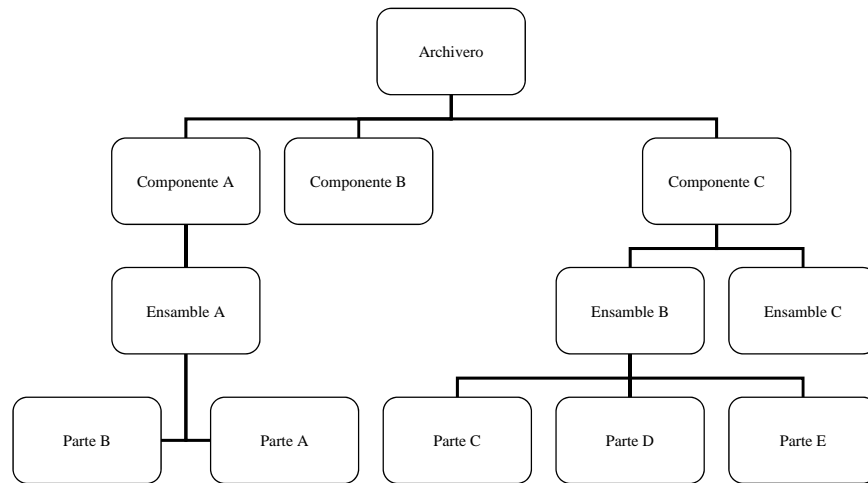 Archivero
Componente A
Componente B
Componente C
Ensamble A
Ensamble B
Ensamble C
Parte B
Parte A
Parte C
Parte D
Parte E